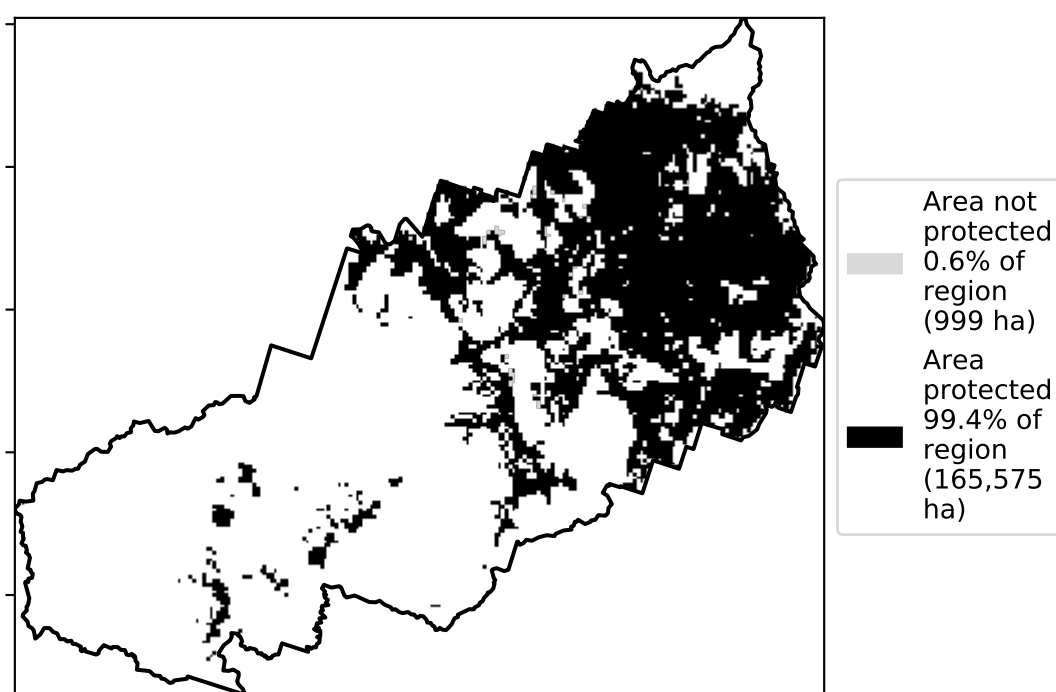 Area not
protected
0.6% of
region
(999 ha)
Area
protected
99.4% of
region
(165,575
ha)